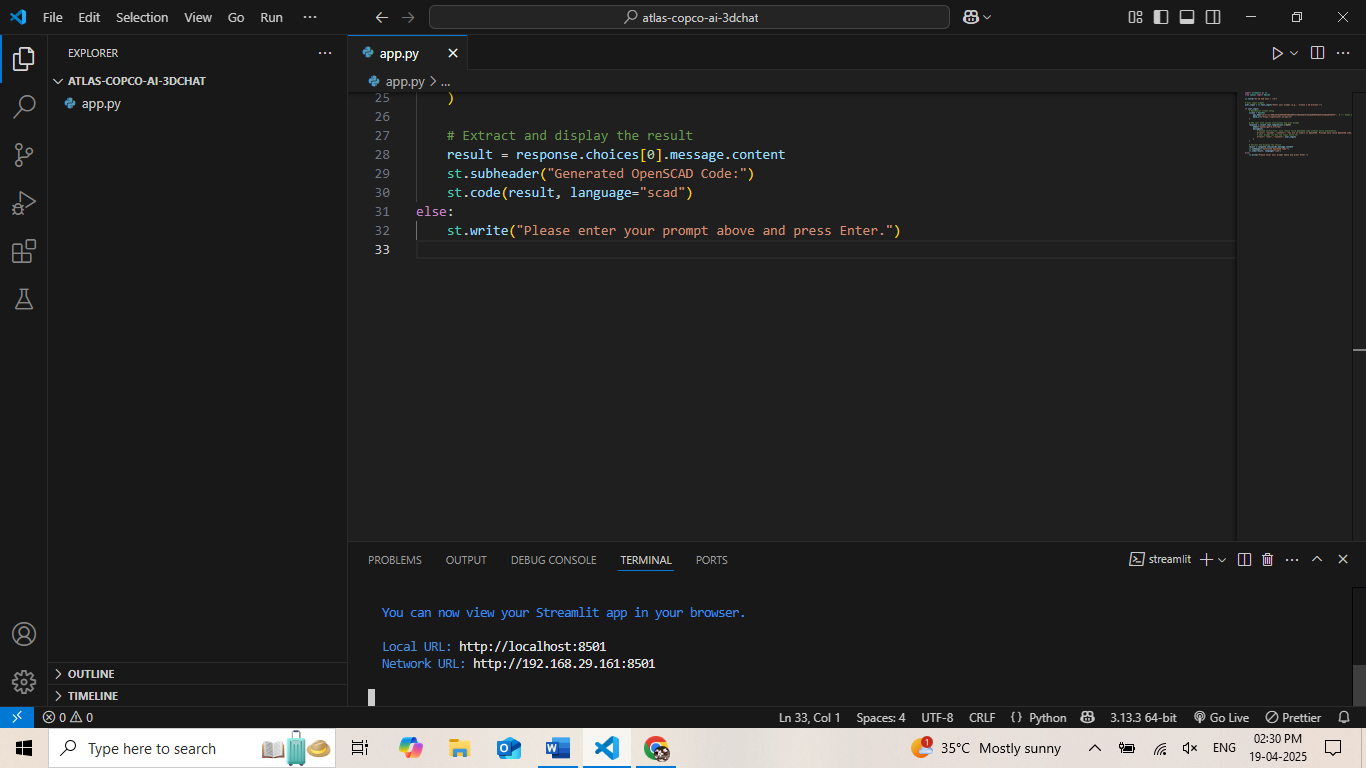 File Edit Selection View Go Run ···
atlas-copco-ai-3dchat
EXPLORER ···
ATLAS-COPCO-AI-3DCHAT
app.py
app.py
app.py > ...
25 )
26
27 # Extract and display the result
28 result = response.choices[0].message.content
29 st.subheader("Generated OpenSCAD Code:")
30 st.code(result, language="scad")
31 else:
32 st.write("Please enter your prompt above and press Enter.")
33
PROBLEMS OUTPUT DEBUG CONSOLE TERMINAL PORTS
streamlit
You can now view your Streamlit app in your browser.
Local URL: http://localhost:8501
Network URL: http://192.168.29.161:8501
OUTLINE
TIMELINE
0 0
Ln 33, Col 1 Spaces: 4 UTF-8 CRLF {} Python 3.13.3 64-bit Go Live Prettier
Type here to search
1 35°C Mostly sunny
ENG
02:30 PM
19-04-2025